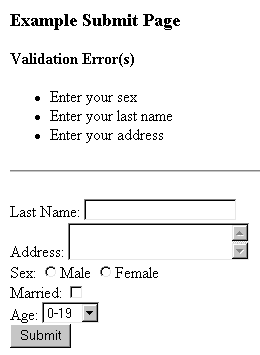 Example Submit Page
Validation Error(s)
Enter your sex
Enter your last name
Enter your address
Last Name:
Address:
Sex: Male Female
Married:
Age: 0-19
Submit